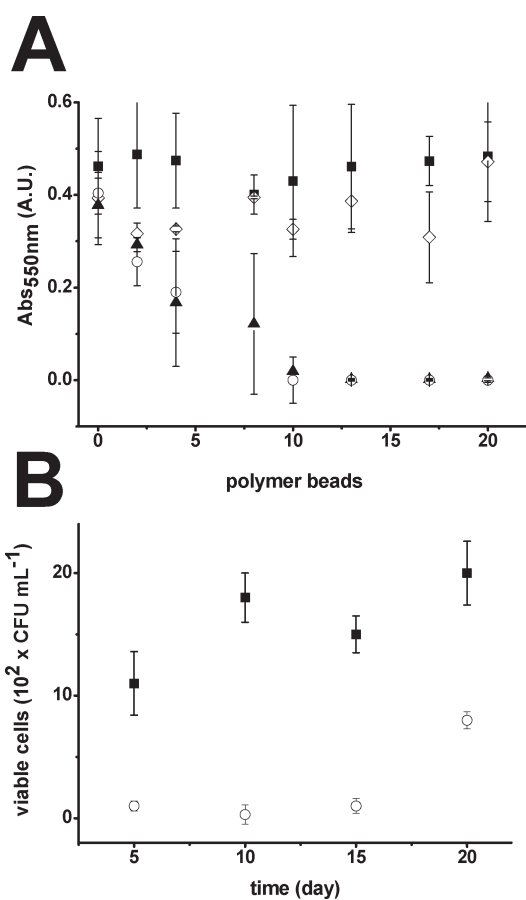 A
0.6
0.4
0.2
0.0
Abs550nm (A.U.)
0 5 10 15 20
polymer beads
B
20
10
0
viable cells (10² x CFU mL⁻¹)
5 10 15 20
time (day)